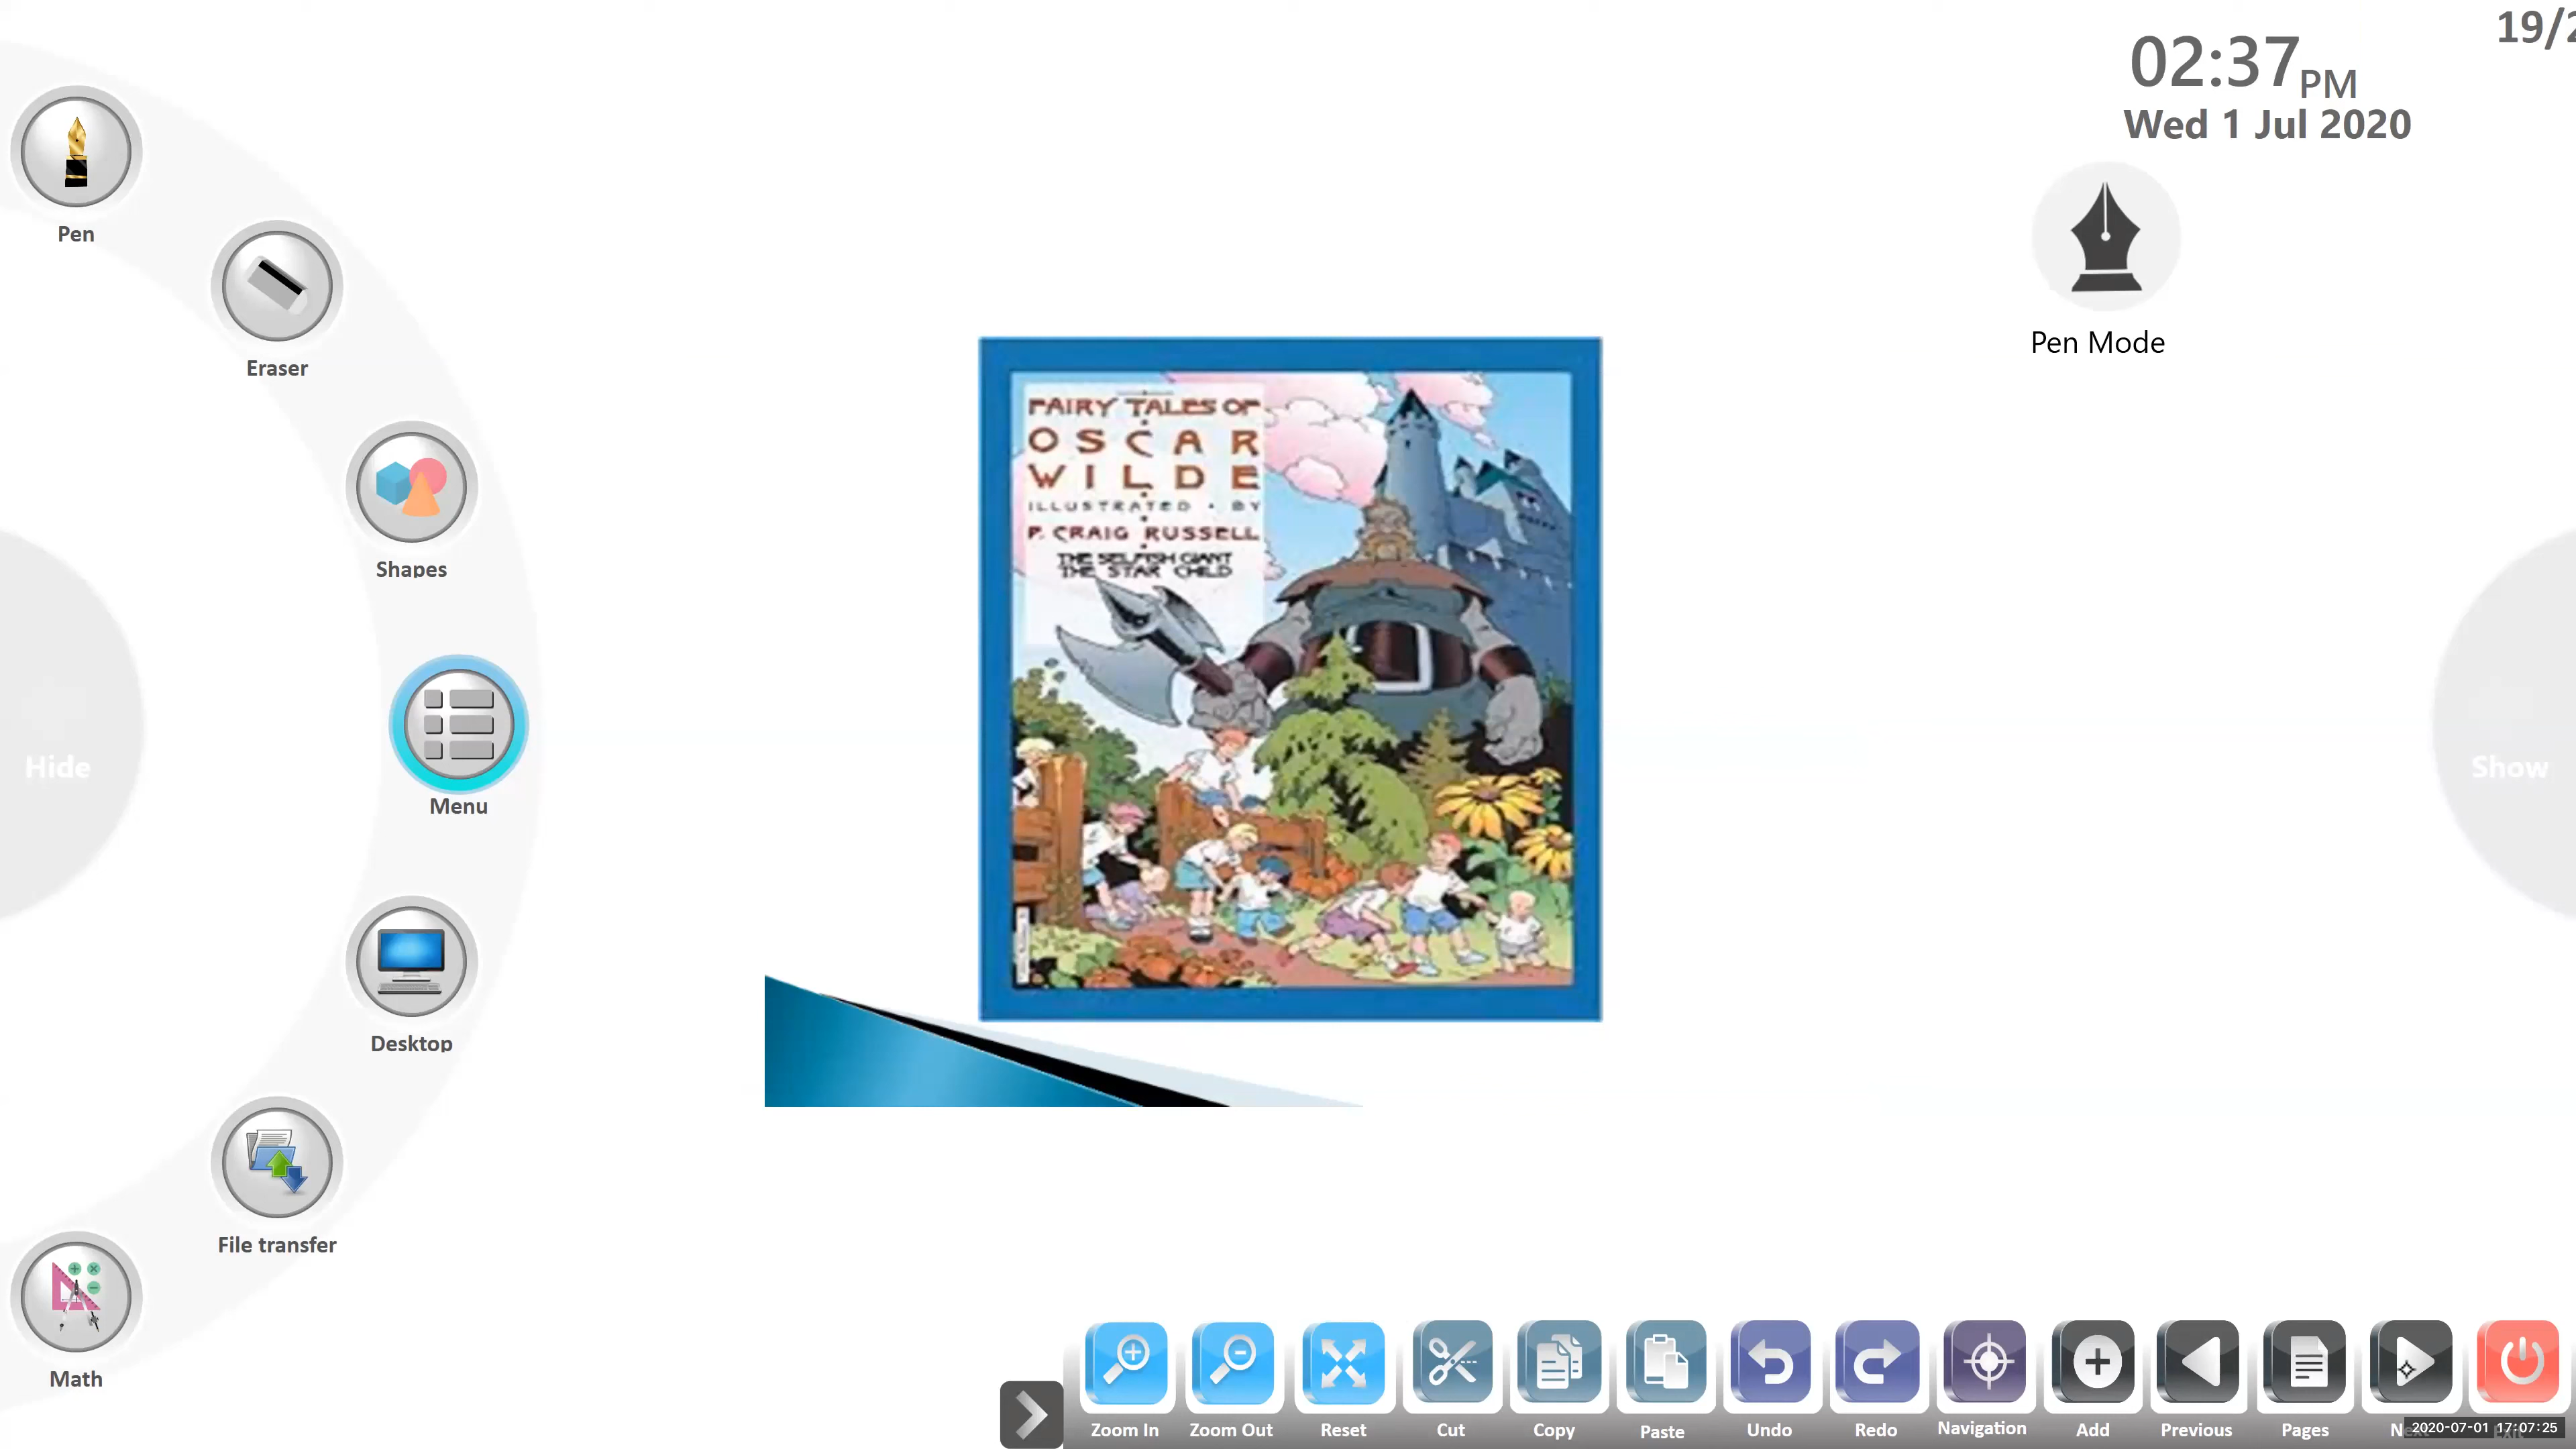 19/2
02:37 PM
Wed 1 Jul 2020
Pen
Eraser
Shapes
Menu
Desktop
File transfer
Math
Hide
Pen Mode
Show
FAIRY TALES OF
OSCAR
WILDE
ILLUSTRATED • BY
P. CRAIG RUSSELL
THE SELFISH GIANT
THE STAR CHILD
Zoom In Zoom Out Reset Cut Copy Paste Undo Redo Navigation Add Previous Pages
2020-07-01 17:07:25